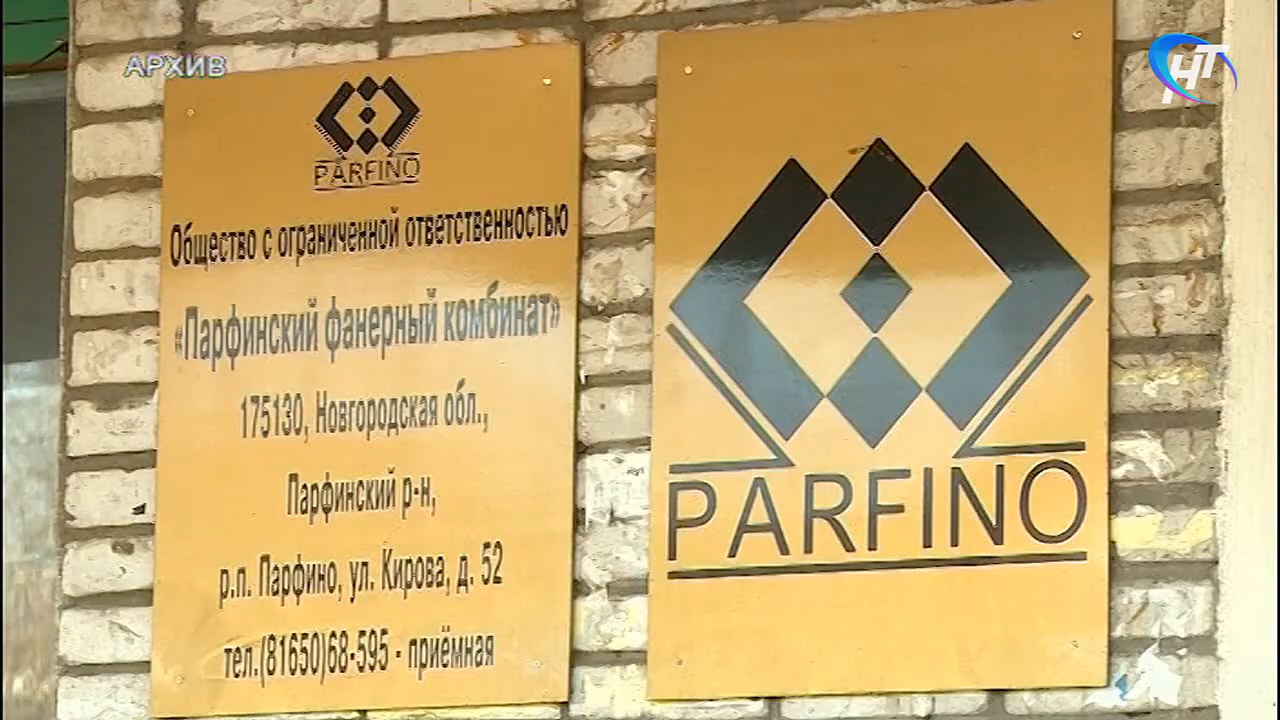 АРХИВ
НТ
PARFINO
Общество с ограниченной ответственностью
«Парфинский фанерный комбинат»
175130, Новгородская обл.,
Парфинский р-н,
р.п. Парфино, ул. Кирова, д. 52
тел.(81650)68-595 - приёмная
PARFINO